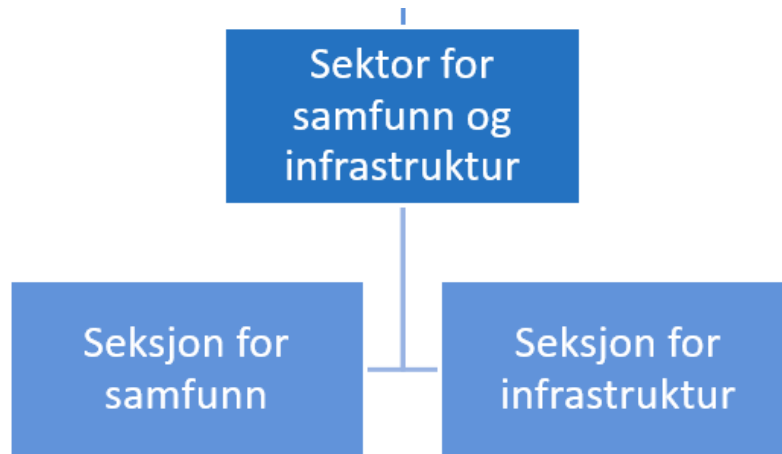 Sektor for
samfunn og
infrastruktur
Seksjon for
samfunn
Seksjon for
infrastruktur